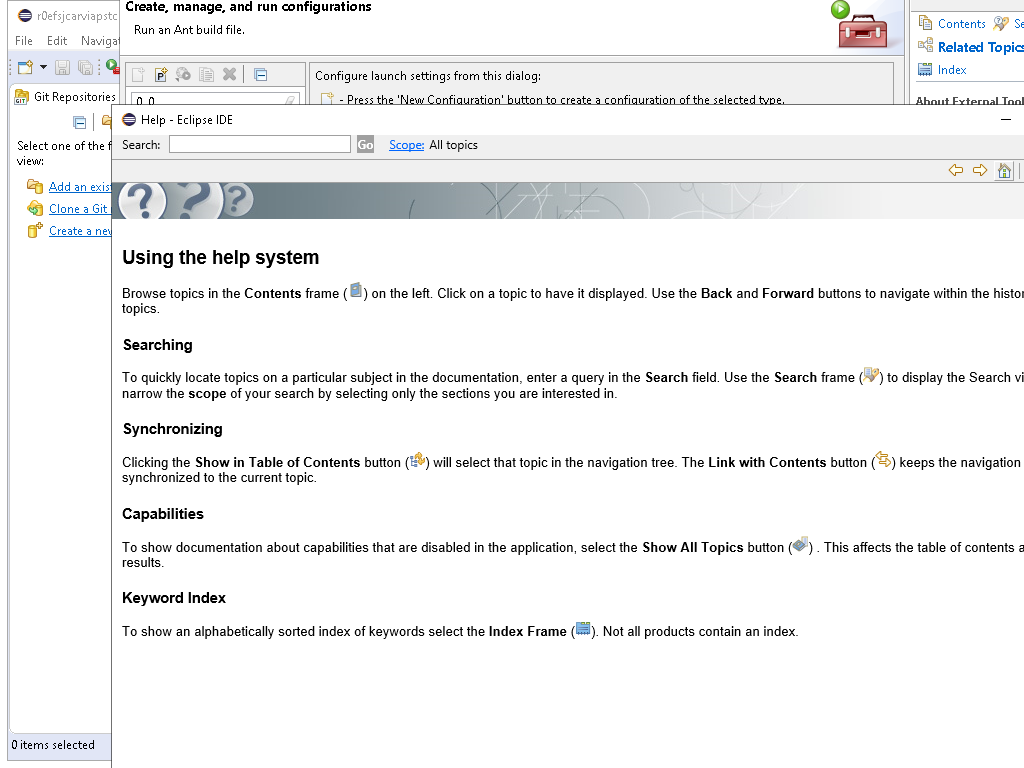 r0efsjcarviapstc
Create, manage, and run configurations
Run an Ant build file.
File Edit Navigat
Contents Se
Related Topics
Index
About External Tool
Configure launch settings from this dialog:
- Press the 'New Configuration' button to create a configuration of the selected type.
Git Repositories
Select one of the f
view:
Add an exist
Clone a Git
Create a new
0 items selected
Help - Eclipse IDE
Search: Go Scope: All topics
Using the help system
Browse topics in the Contents frame ( ) on the left. Click on a topic to have it displayed. Use the Back and Forward buttons to navigate within the histor
topics.
Searching
To quickly locate topics on a particular subject in the documentation, enter a query in the Search field. Use the Search frame ( ) to display the Search vi
narrow the scope of your search by selecting only the sections you are interested in.
Synchronizing
Clicking the Show in Table of Contents button ( ) will select that topic in the navigation tree. The Link with Contents button ( ) keeps the navigation
synchronized to the current topic.
Capabilities
To show documentation about capabilities that are disabled in the application, select the Show All Topics button ( ) . This affects the table of contents a
results.
Keyword Index
To show an alphabetically sorted index of keywords select the Index Frame ( ). Not all products contain an index.